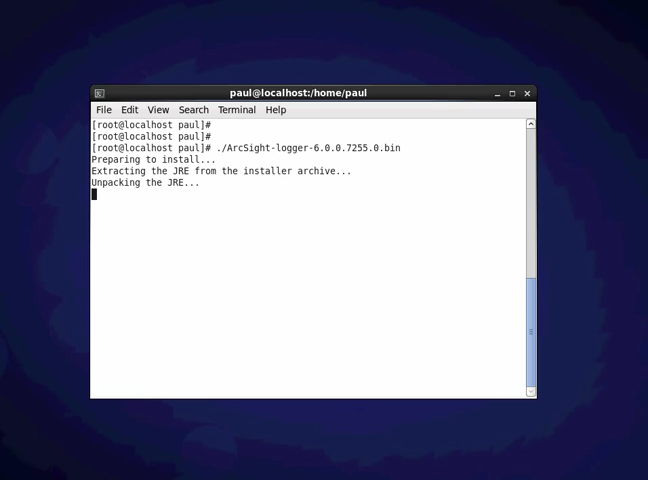 paul@localhost:/home/paul
File Edit View Search Terminal Help
[root@localhost paul]#
[root@localhost paul]#
[root@localhost paul]# ./ArcSight-logger-6.0.0.7255.0.bin
Preparing to install...
Extracting the JRE from the installer archive...
Unpacking the JRE...